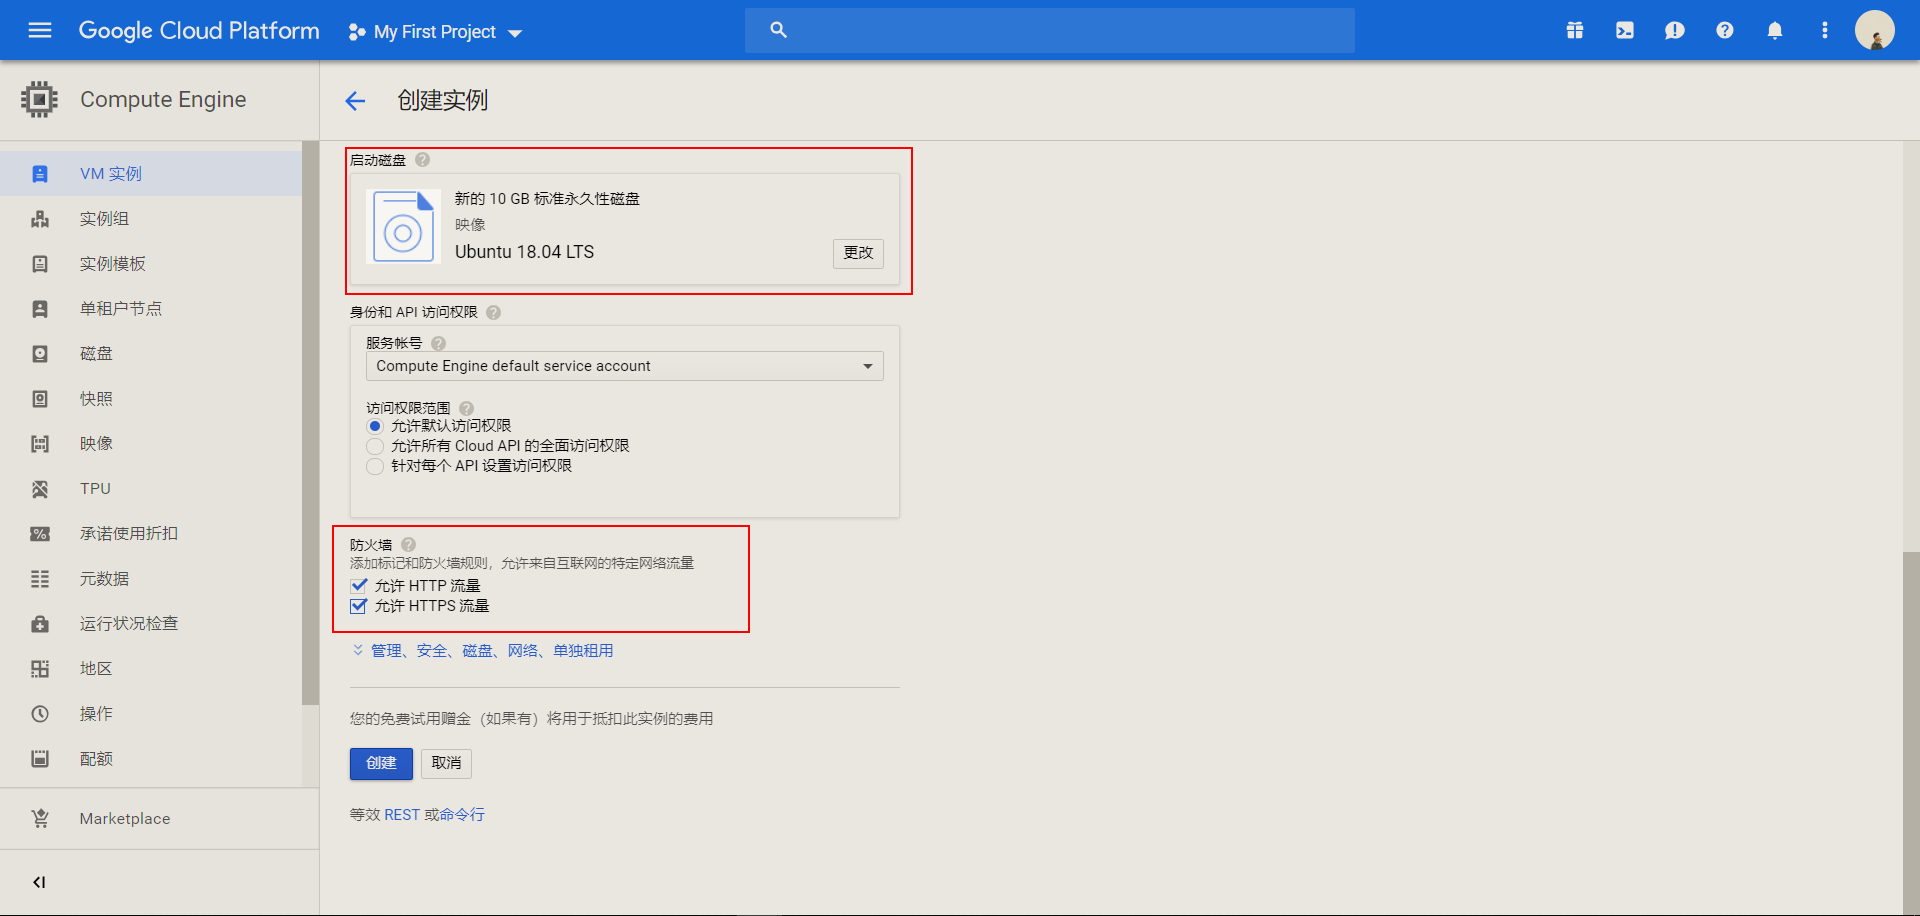 Google Cloud Platform
My First Project
Compute Engine
创建实例
VM 实例
实例组
实例模板
单租户节点
磁盘
快照
映像
TPU
承诺使用折扣
元数据
运行状况检查
地区
操作
配额
Marketplace
启动磁盘
新的 10 GB 标准永久性磁盘
映像
Ubuntu 18.04 LTS
更改
身份和 API 访问权限
服务帐号
Compute Engine default service account
访问权限范围
允许默认访问权限
允许所有 Cloud API 的全面访问权限
针对每个 API 设置访问权限
防火墙
添加标记和防火墙规则，允许来自互联网的特定网络流量
允许 HTTP 流量
允许 HTTPS 流量
管理、安全、磁盘、网络、单独租用
您的免费试用赠金（如果有）将用于抵扣此实例的费用
创建
取消
等效 REST 或命令行